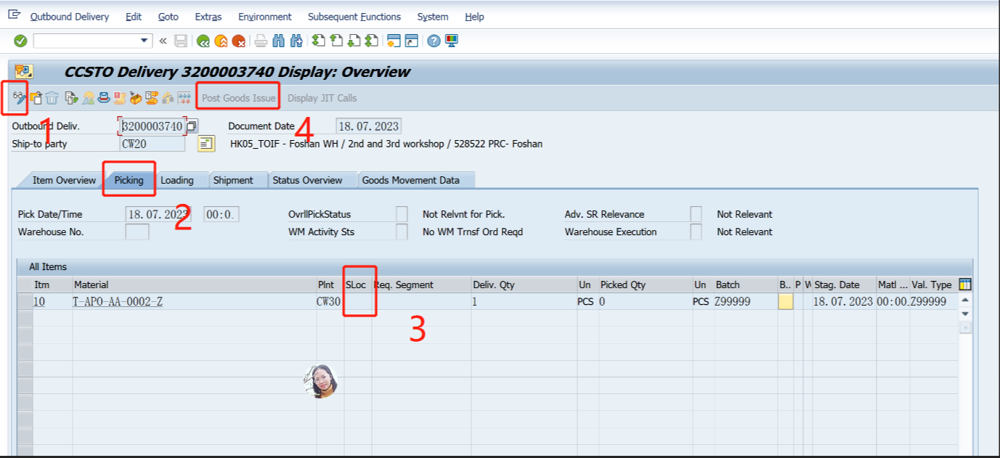 Outbound Delivery Edit Goto Extras Environment Subsequent Functions System Help
CCSTO Delivery 3200003740 Display: Overview
Post Goods Issue Display JIT Calls
1
4
Outbound Deliv. 3200003740 Document Date 18.07.2023
Ship-to party CW20 HK05_TOIF - Foshan WH / 2nd and 3rd workshop / 528522 PRC- Foshan
Item Overview Picking Loading Shipment Status Overview Goods Movement Data
2
Pick Date/Time 18.07.2023 00:0. OvrllPickStatus Not Relvnt for Pick. Adv. SR Relevance Not Relevant
Warehouse No. WM Activity Sts No WM Trnsf Ord Reqd Warehouse Execution Not Relevant
All Items
Itm Material Plnt SLoc Req. Segment Deliv. Qty Un Picked Qty Un Batch B.. P W Stag. Date Matl ... Val. Type
10 T-APO-AA-0002-Z CW30 1 PCS 0 PCS Z99999 18.07.2023 00:00. Z99999
3